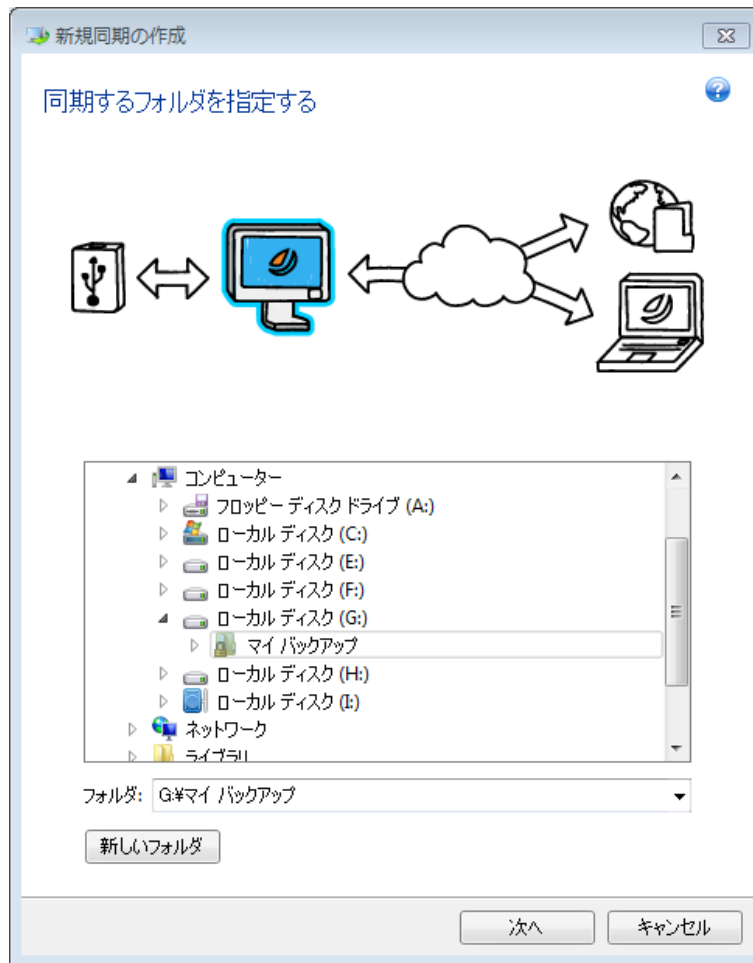 新規同期の作成
同期するフォルダを指定する
コンピューター
フロッピー ディスク ドライブ (A:)
ローカル ディスク (C:)
ローカル ディスク (E:)
ローカル ディスク (F:)
ローカル ディスク (G:)
マイ バックアップ
ローカル ディスク (H:)
ローカル ディスク (I:)
ネットワーク
ライブラリ
フォルダ: G:¥マイ バックアップ
新しいフォルダ
次へ キャンセル